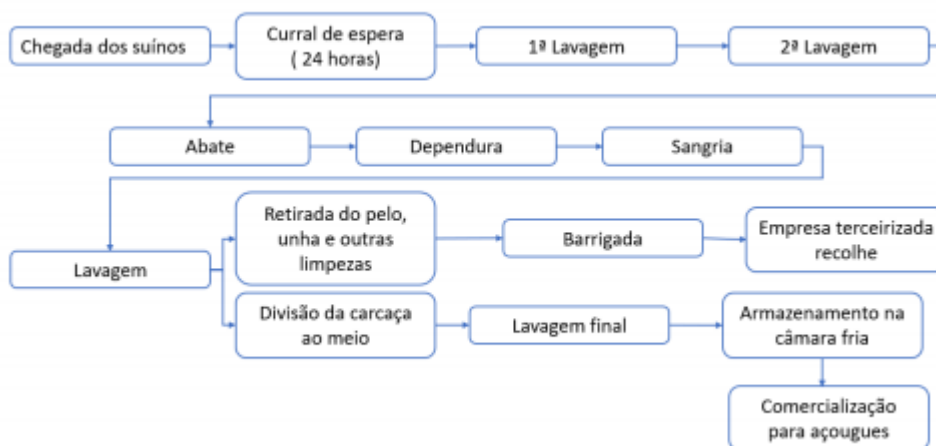 Chegada dos suínos
Curral de espera
( 24 horas)
1ª Lavagem
2ª Lavagem
Abate
Dependura
Sangria
Lavagem
Retirada do pelo,
unha e outras
limpezas
Barrigada
Empresa terceirizada
recolhe
Divisão da carcaça
ao meio
Lavagem final
Armazenamento na
câmara fria
Comercialização
para açougues